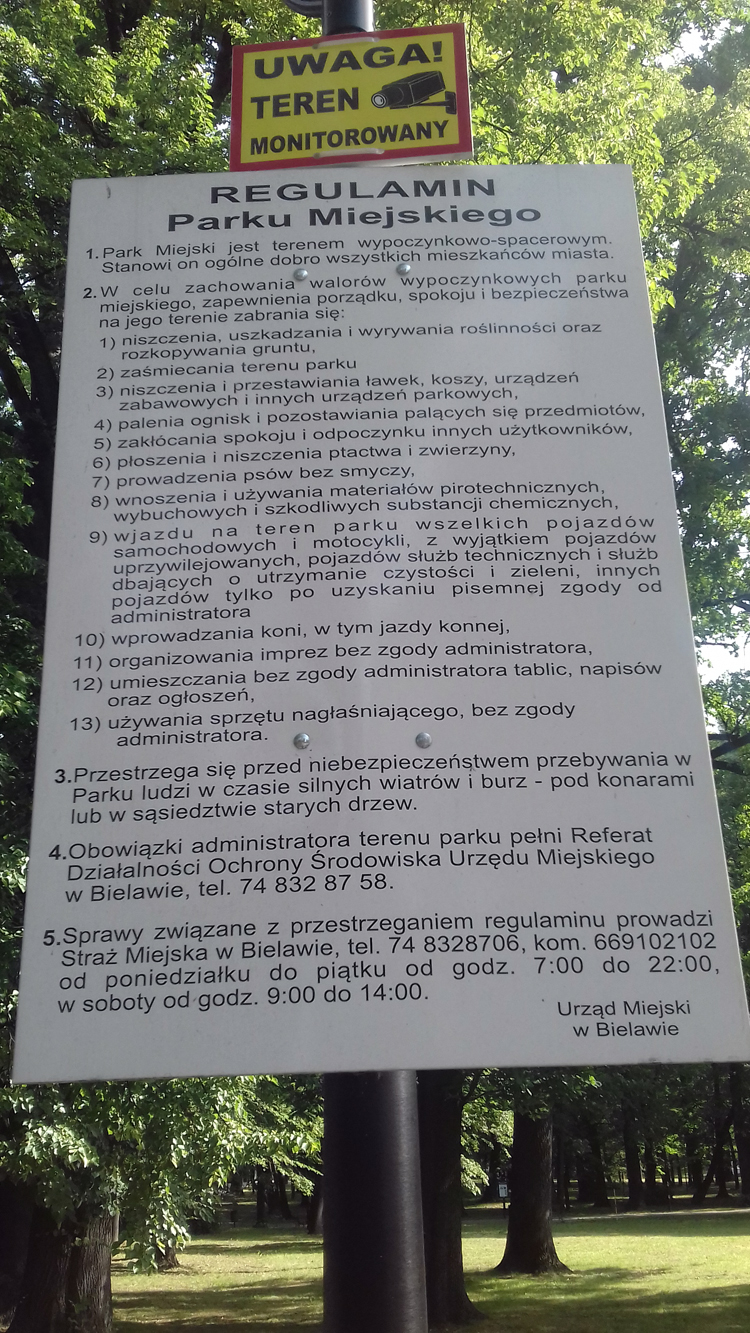 UWAGA!
TEREN
MONITOROWANY
REGULAMIN
Parku Miejskiego
1. Park Miejski jest terenem wypoczynkowo-spacerowym.
Stanowi on ogólne dobro wszystkich mieszkańców miasta.
2. W celu zachowania walorów wypoczynkowych parku
miejskiego, zapewnienia porządku, spokoju i bezpieczeństwa
na jego terenie zabrania się:
1) niszczenia, uszkadzania i wyrywania roślinności oraz
rozkopywania gruntu,
2) zaśmiecania terenu parku
3) niszczenia i przestawiania ławek, koszy, urządzeń
zabawowych i innych urządzeń parkowych,
4) palenia ognisk i pozostawiania palących się przedmiotów,
5) zakłócania spokoju i odpoczynku innych użytkowników,
6) płoszenia i niszczenia ptactwa i zwierzyny,
7) prowadzenia psów bez smyczy,
8) wnoszenia i używania materiałów pirotechnicznych,
wybuchowych i szkodliwych substancji chemicznych,
9) wjazdu na teren parku wszelkich pojazdów
samochodowych i motocykli, z wyjątkiem pojazdów
uprzywilejowanych, pojazdów służb technicznych i służb
dbających o utrzymanie czystości i zieleni, innych
pojazdów tylko po uzyskaniu pisemnej zgody od
administratora
10) wprowadzania koni, w tym jazdy konnej,
11) organizowania imprez bez zgody administratora,
12) umieszczania bez zgody administratora tablic, napisów
oraz ogłoszeń,
13) używania sprzętu nagłaśniającego, bez zgody
administratora.
3. Przestrzega się przed niebezpieczeństwem przebywania w
Parku ludzi w czasie silnych wiatrów i burz - pod konarami
lub w sąsiedztwie starych drzew.
4. Obowiązki administratora terenu parku pełni Referat
Działalności Ochrony Środowiska Urzędu Miejskiego
w Bielawie, tel. 74 832 87 58.
5. Sprawy związane z przestrzeganiem regulaminu prowadzi
Straż Miejska w Bielawie, tel. 74 8328706, kom. 669102102
od poniedziałku do piątku od godz. 7:00 do 22:00,
w soboty od godz. 9:00 do 14:00.
Urząd Miejski
w Bielawie